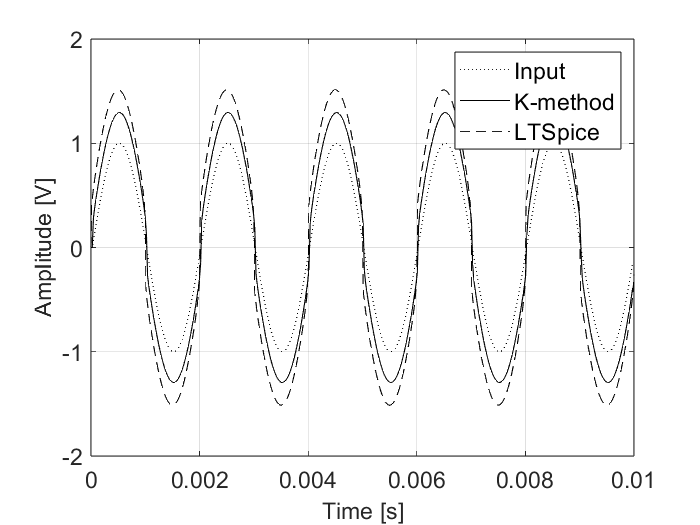 2
1
0
-1
-2
Amplitude [V]
0
0.002
0.004
0.006
0.008
0.01
Time [s]
Input
K-method
LTSpice